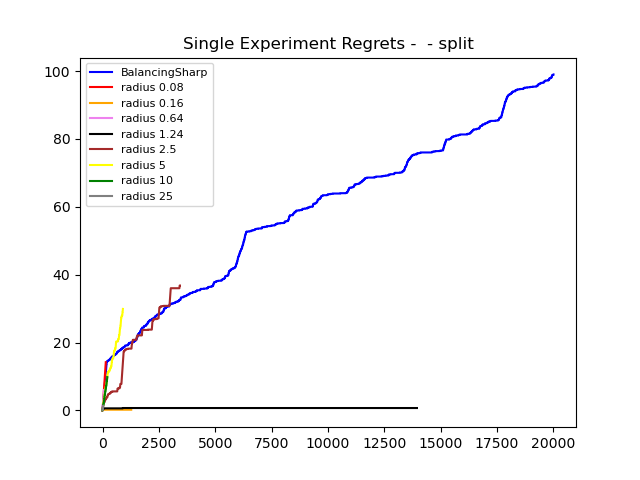 Single Experiment Regrets -  - split
100
80
60
40
20
0
BalancingSharp
radius 0.08
radius 0.16
radius 0.64
radius 1.24
radius 2.5
radius 5
radius 10
radius 25
0 2500 5000 7500 10000 12500 15000 17500 20000